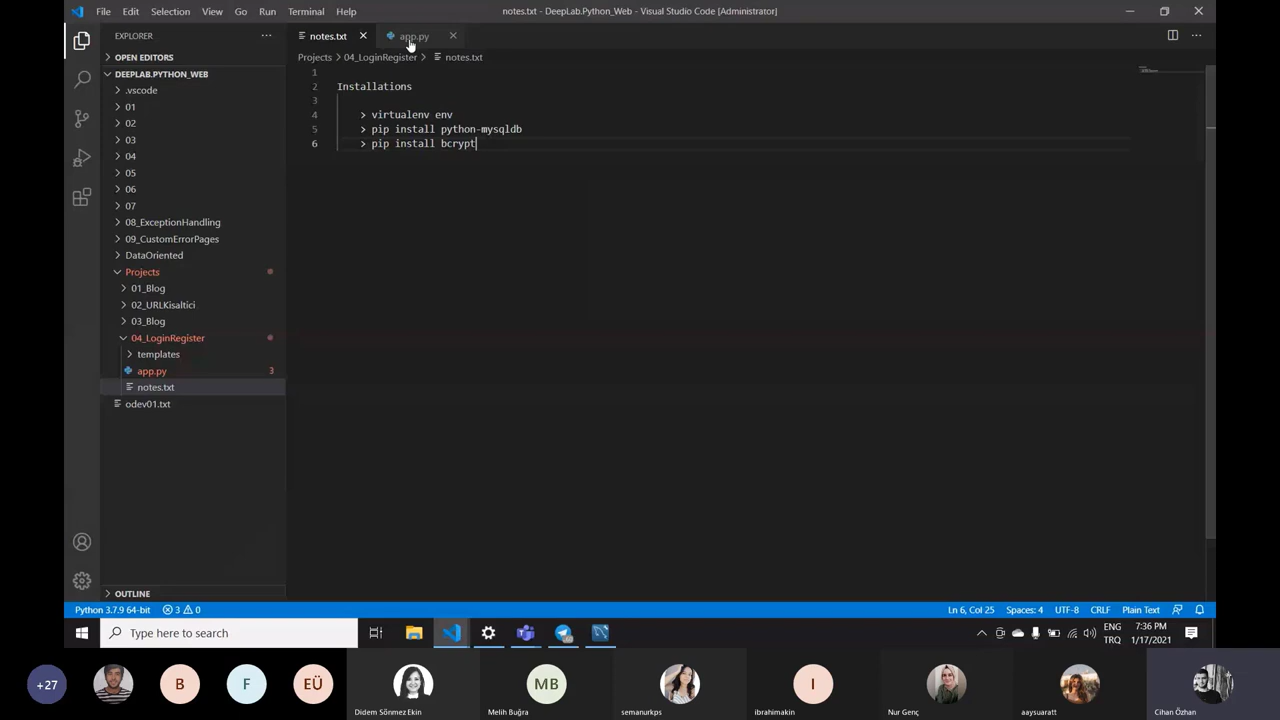 File Edit Selection View Go Run Terminal Help
notes.txt - DeepLab.Python_Web - Visual Studio Code [Administrator]
EXPLORER
notes.txt
app.py
OPEN EDITORS
Projects > 04_LoginRegister > notes.txt
DEEPLAB.PYTHON_WEB
.vscode
01
02
03
04
05
06
07
08_ExceptionHandling
09_CustomErrorPages
DataOriented
Projects
01_Blog
02_URLKisaltici
03_Blog
04_LoginRegister
templates
app.py 3
notes.txt
odev01.txt
OUTLINE
1
2 Installations
3
4 > virtualenv env
5 > pip install python-mysqldb
6 > pip install bcrypt
Python 3.7.9 64-bit 3 0
Ln 6, Col 25 Spaces: 4 UTF-8 CRLF Plain Text
Type here to search
ENG
TRQ
7:36 PM
1/17/2021
+27
B
F
EÜ
MB
I
Didem Sönmez Ekin
Melih Buğra
semanurkps
ibrahimakin
Nur Genç
aaysuaratt
Cihan Özhan